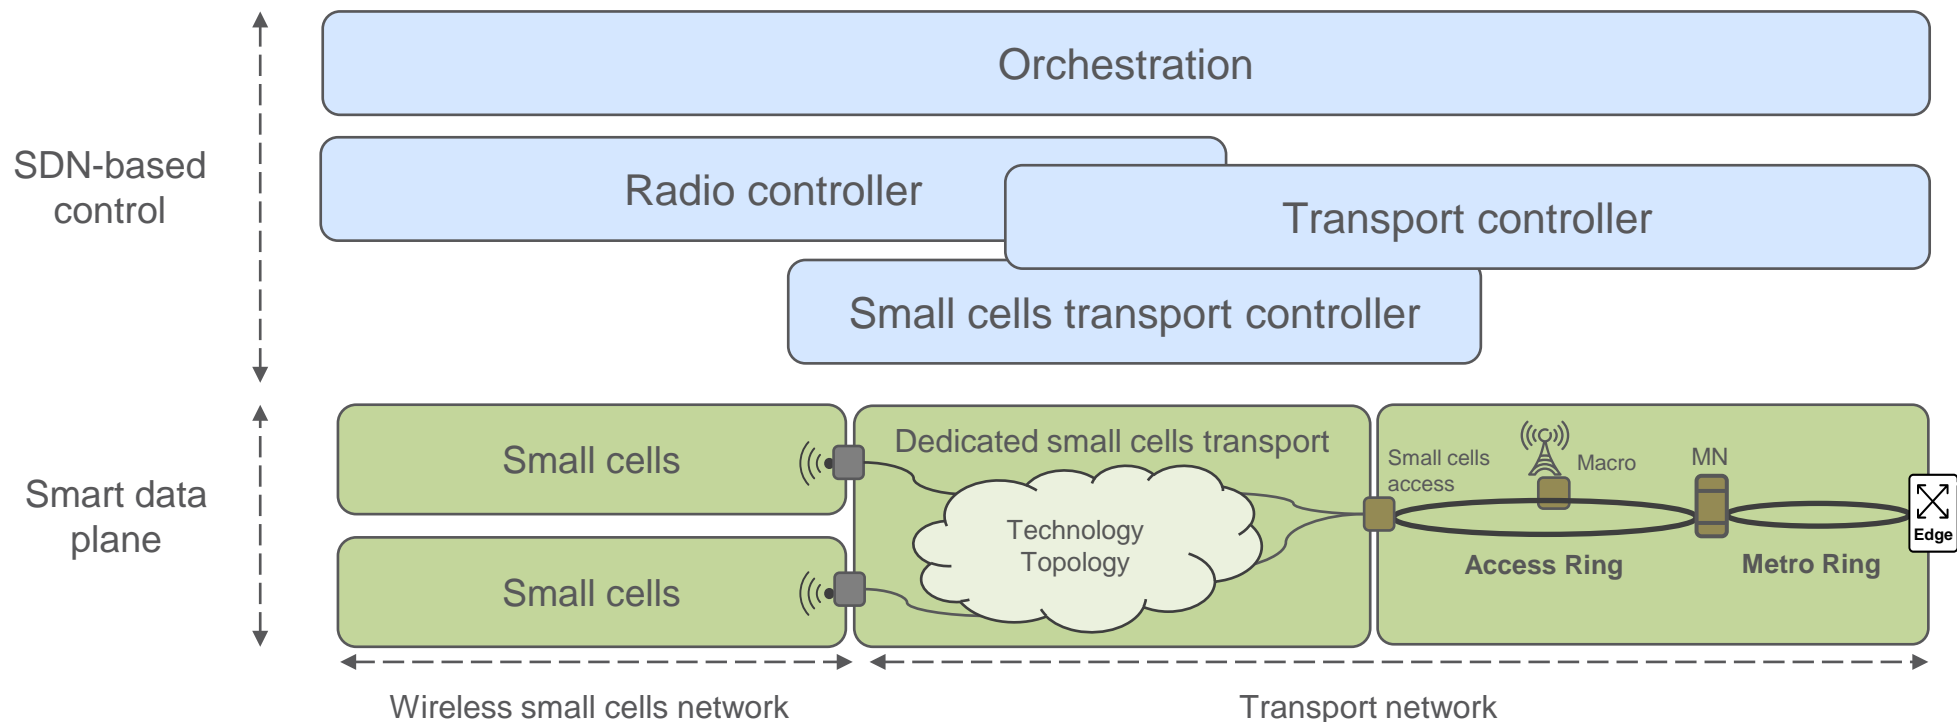 Orchestration
SDN-based
control
Radio controller
Transport controller
Small cells transport controller
Smart data
plane
Small cells
Small cells
Dedicated small cells transport
Technology
Topology
Small cells
access
Macro
MN
Access Ring
Metro Ring
Edge
Wireless small cells network
Transport network